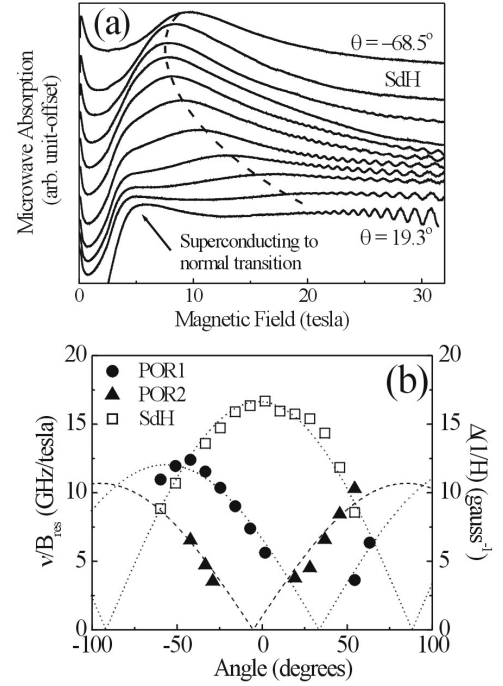 (a)
θ = –68.5°
SdH
Microwave Absorption
(arb. unit-offset)
Superconducting to
normal transition
θ = 19.3°
0 10 20 30
Magnetic Field (tesla)
(b)
POR1
POR2
SdH
20
15
10
5
0
ν/B_res (GHz/tesla)
20
15
10
5
0
Δ(1/H) (gauss⁻¹)
-100 -50 0 50 100
Angle (degrees)